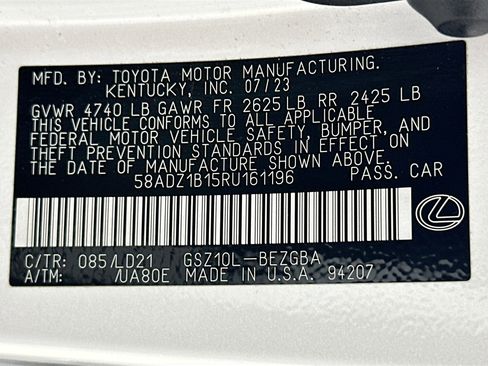 MFD. BY: TOYOTA MOTOR MANUFACTURING.
KENTUCKY, INC. 07/23
GVWR 4740 LB GAWR FR 2625 LB RR 2425 LB
THIS VEHICLE CONFORMS TO ALL APPLICABLE
FEDERAL MOTOR VEHICLE SAFETY, BUMPER, AND
THEFT PREVENTION STANDARDS IN EFFECT ON
THE DATE OF MANUFACTURE SHOWN ABOVE.
58ADZ1B15RU161196 PASS. CAR
C/TR: 085/LD21 GSZ10L-BEZGBA
A/TM: /UA80E MADE IN U.S.A. 94207